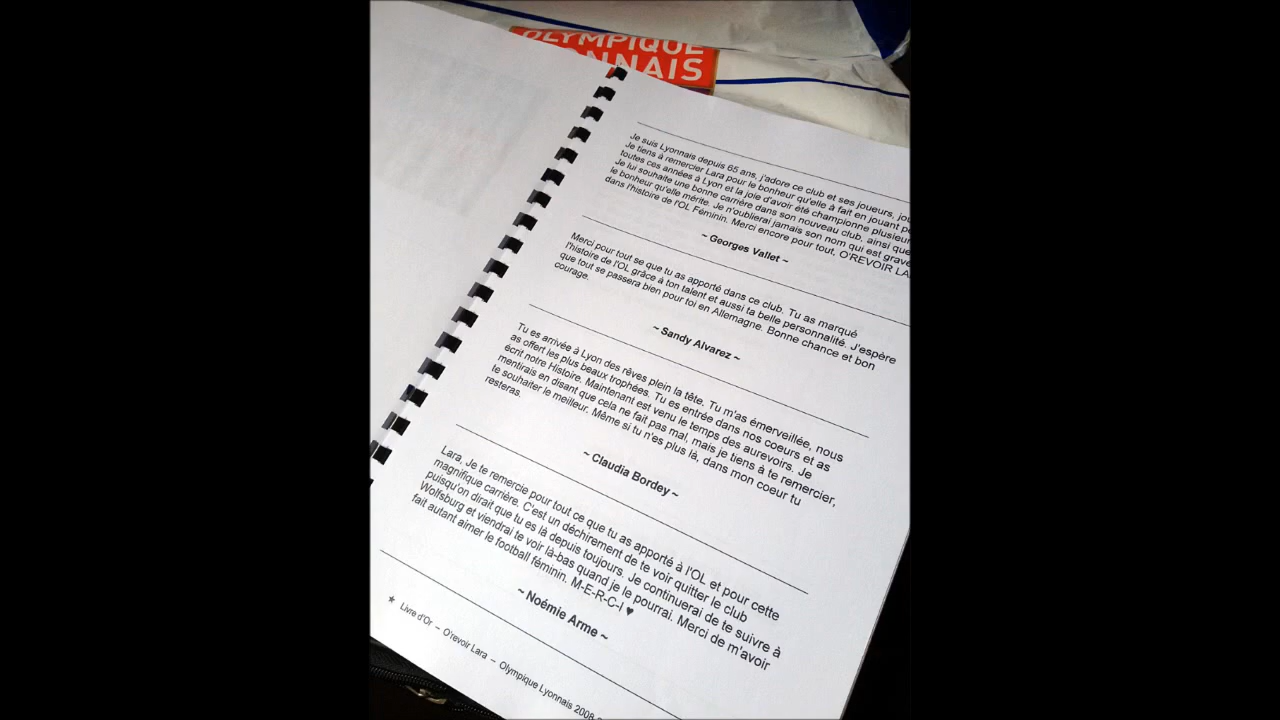 OLYMPIQUE
LYONNAIS
Je suis Lyonnais depuis 65 ans, j'adore ce club et ses joueurs,
Je tiens à remercier Lara pour le bonheur qu'elle à fait en jouant
toutes ces années à Lyon et la joie d'avoir été championne
Je lui souhaite une bonne carrière dans son nouveau club, ainsi que
le bonheur qu'elle mérite. Je n'oublierai jamais son nom qui est
dans l'histoire de l'OL Féminin. Merci encore pour tout, O'REVOIR
~ Georges Vallet ~
Merci pour tout se que tu as apporté dans ce club. Tu as marqué
l'histoire de l'OL grâce à ton talent et aussi ta belle personnalité. J'espère
que tout se passera bien pour toi en Allemagne. Bonne chance et bon
courage.
~ Sandy Alvarez ~
Tu es arrivée à Lyon des rêves plein la tête. Tu m'as émerveillée, nous
as offert les plus beaux trophées. Tu es entrée dans nos coeurs et as
écrit notre Histoire. Maintenant est venu le temps des aurevoirs. Je
mentirais en disant que cela ne fait pas mal, mais je tiens à te remercier,
te souhaiter le meilleur. Même si tu n'es plus là, dans mon coeur tu
resteras.
~ Claudia Bordey ~
Lara, Je te remercie pour tout ce que tu as apporté à l'OL et pour cette
magnifique carrière. C'est un déchirement de te voir quitter le club
puisqu'on dirait que tu es là depuis toujours. Je continuerai de te suivre à
Wolfsburg et viendrai te voir là-bas quand je le pourrai. Merci de m'avoir
fait autant aimer le football féminin. M-E-R-C-I ♥
~ Noémie Arme ~
★ Livre d'Or – O'revoir Lara – Olympique Lyonnais 2008